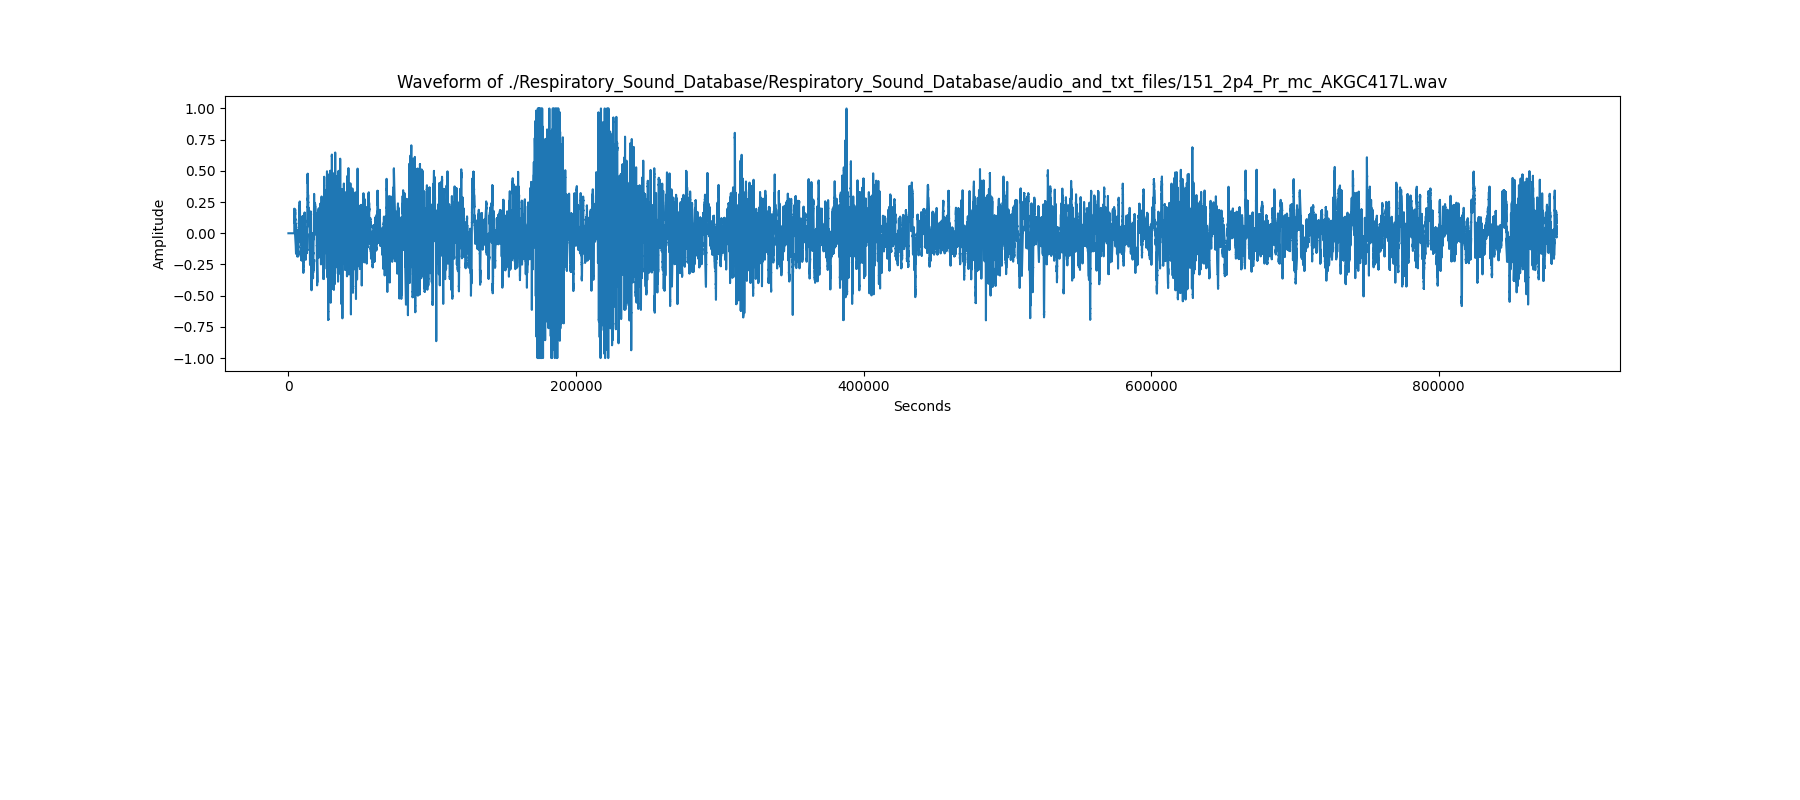 Waveform of ./Respiratory_Sound_Database/Respiratory_Sound_Database/audio_and_txt_files/151_2p4_Pr_mc_AKGC417L.wav
1.00
0.75
0.50
0.25
0.00
−0.25
−0.50
−0.75
−1.00
Amplitude
0 200000 400000 600000 800000
Seconds